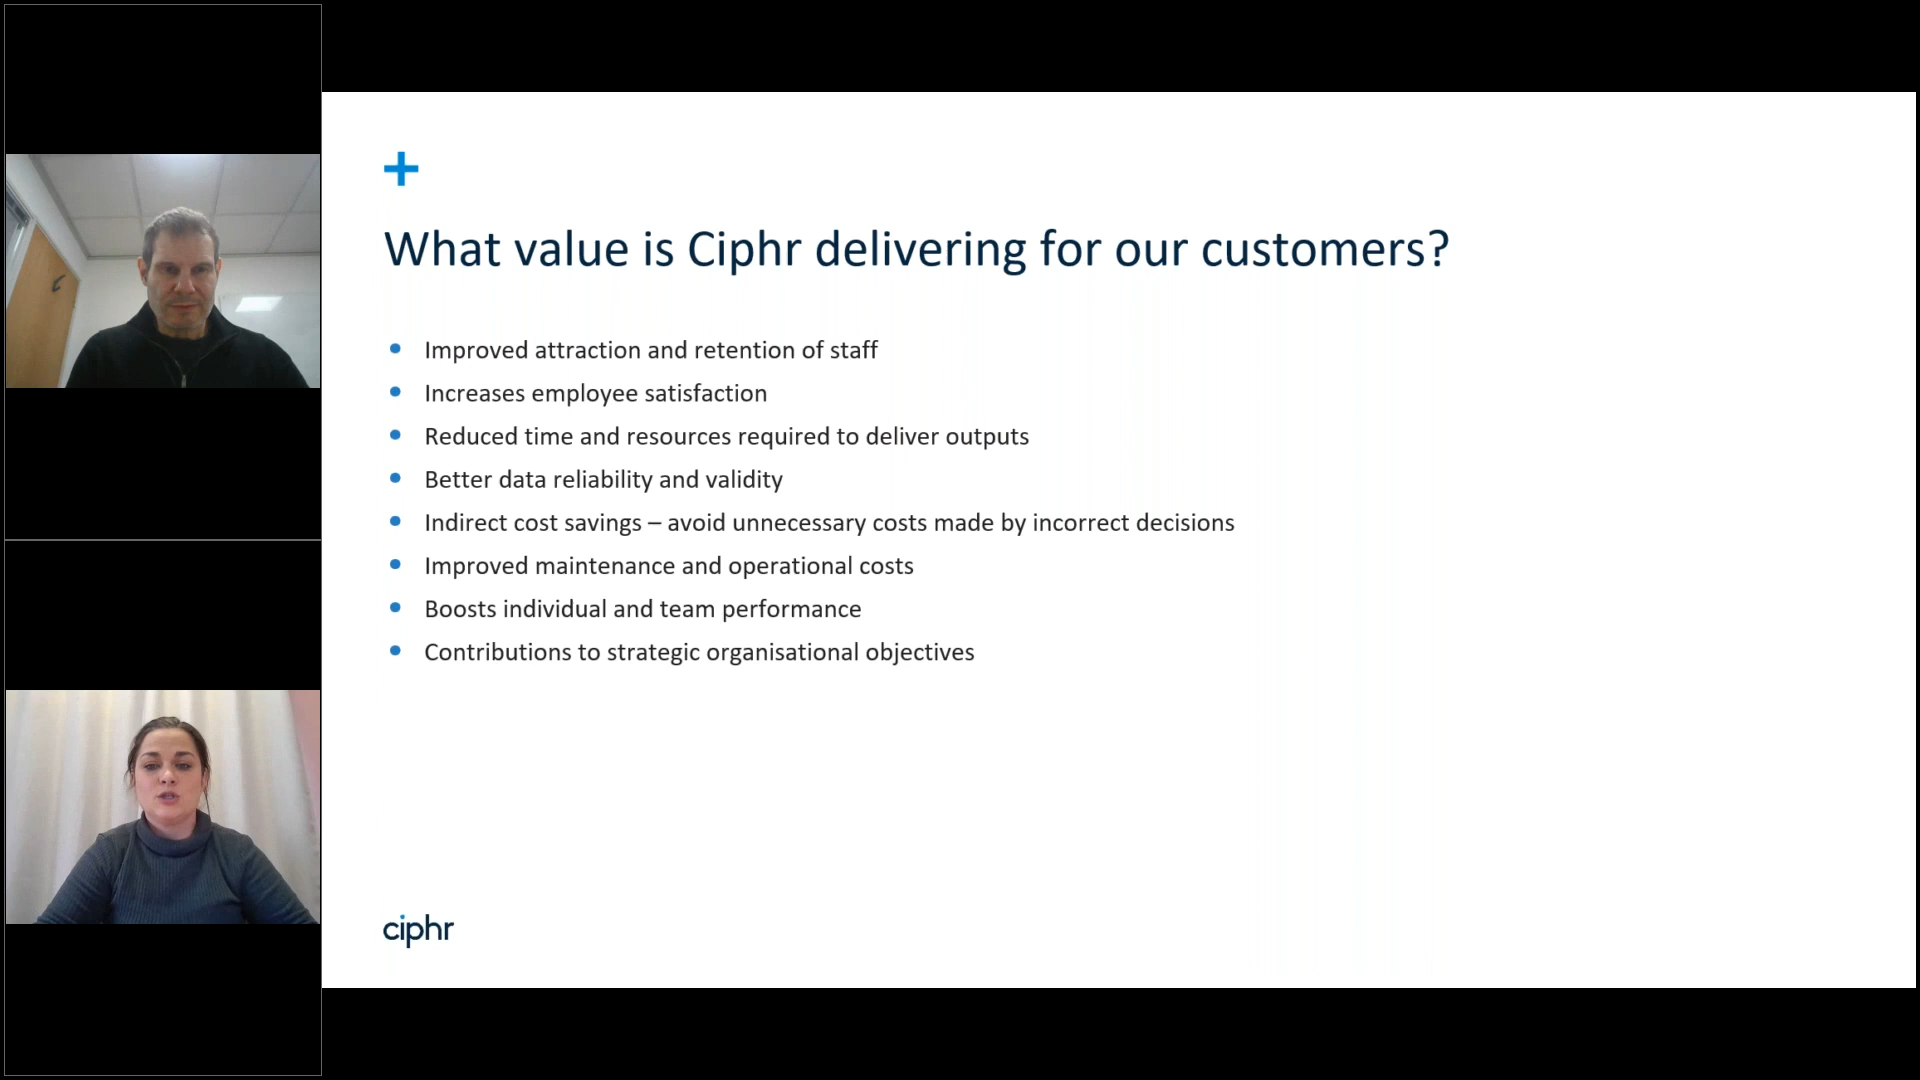 What value is Ciphr delivering for our customers?
Improved attraction and retention of staff
Increases employee satisfaction
Reduced time and resources required to deliver outputs
Better data reliability and validity
Indirect cost savings – avoid unnecessary costs made by incorrect decisions
Improved maintenance and operational costs
Boosts individual and team performance
Contributions to strategic organisational objectives
ciphr